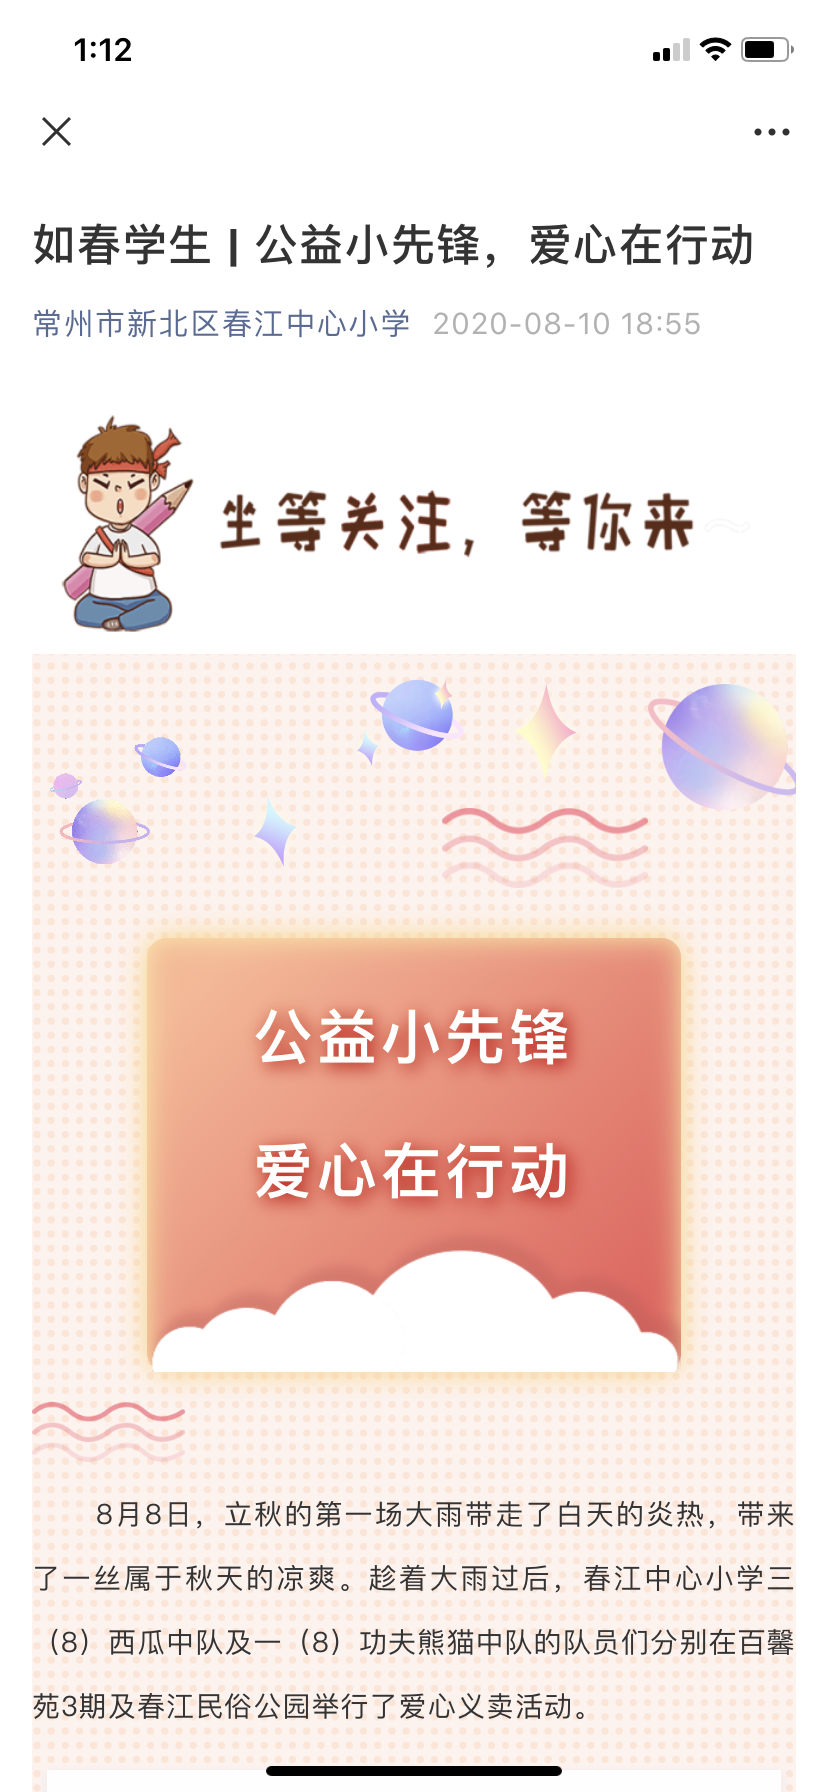 1:12
如春学生 | 公益小先锋，爱心在行动
常州市新北区春江中心小学 2020-08-10 18:55
坐等关注，等你来
公益小先锋
爱心在行动
8月8日，立秋的第一场大雨带走了白天的炎热，带来
了一丝属于秋天的凉爽。趁着大雨过后，春江中心小学三
（8）西瓜中队及一（8）功夫熊猫中队的队员们分别在百馨
苑3期及春江民俗公园举行了爱心义卖活动。